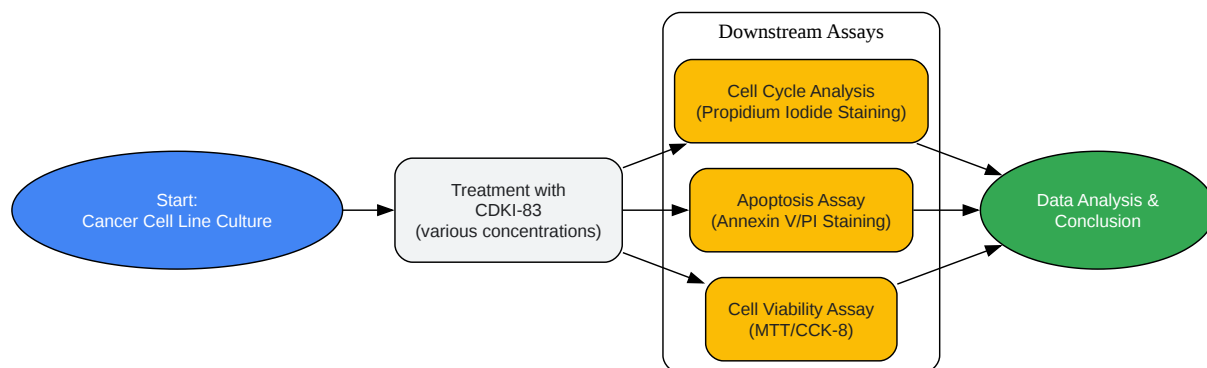 Start:
Cancer Cell Line Culture
Treatment with
CDKI-83
(various concentrations)
Downstream Assays
Cell Cycle Analysis
(Propidium Iodide Staining)
Apoptosis Assay
(Annexin V/PI Staining)
Cell Viability Assay
(MTT/CCK-8)
Data Analysis &
Conclusion